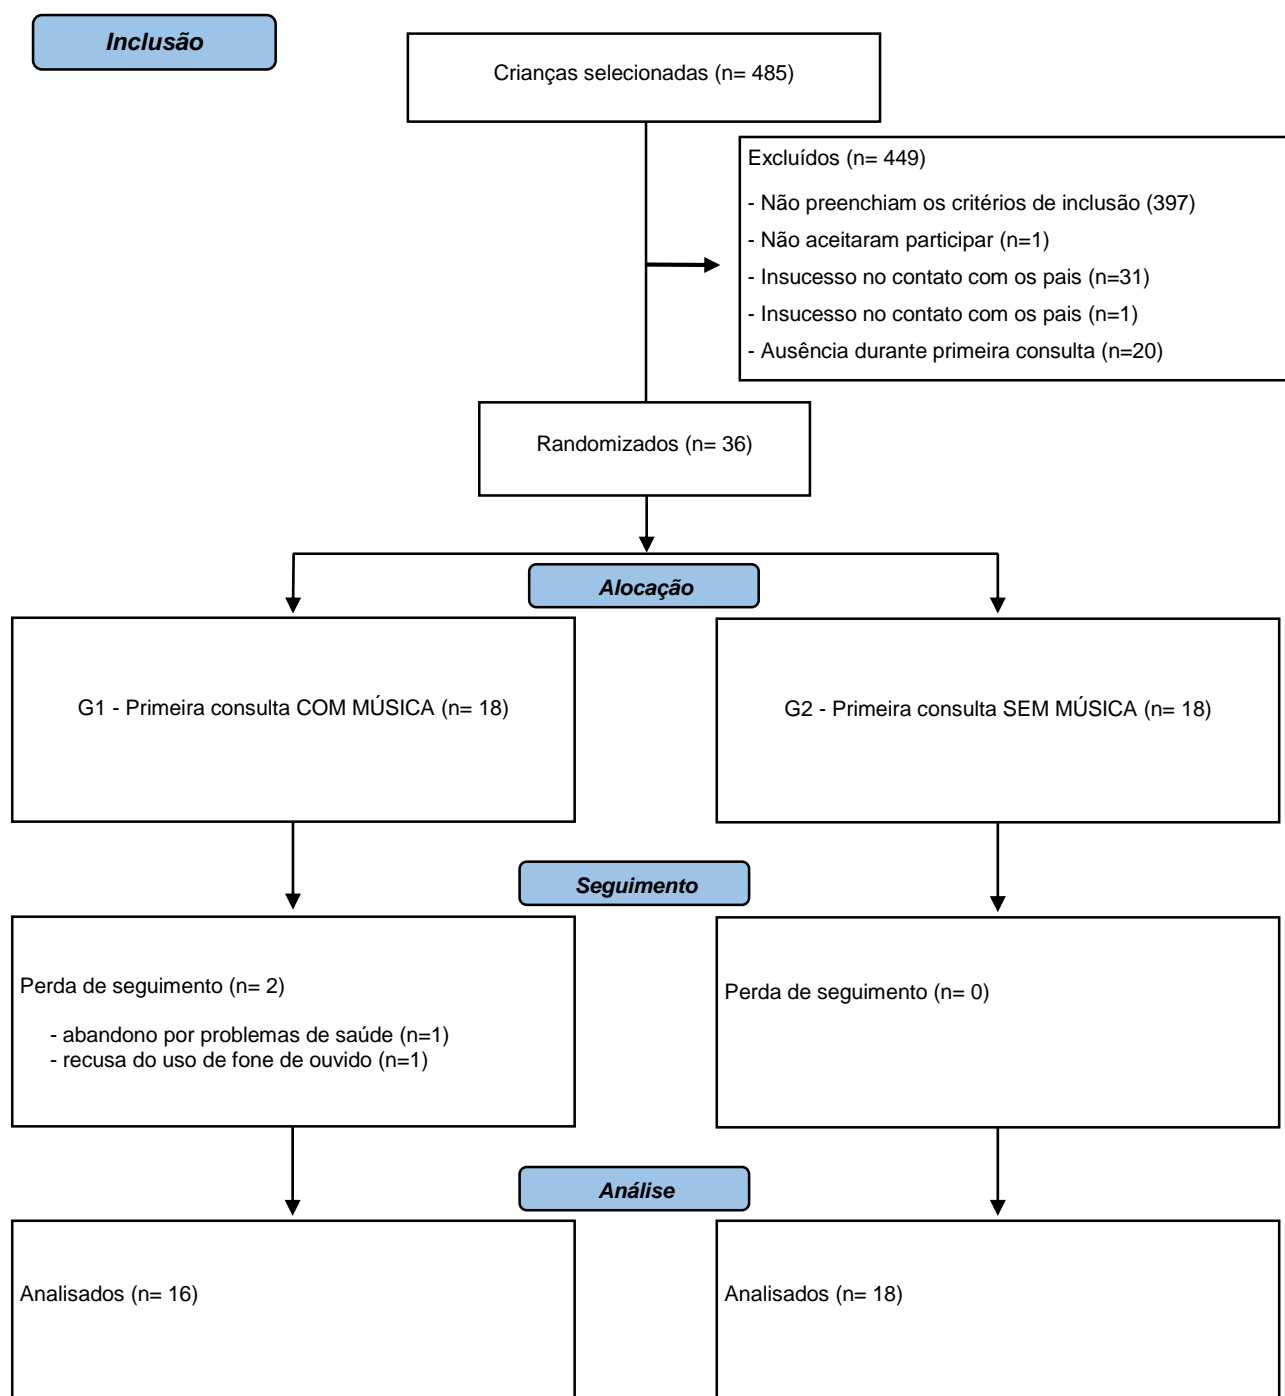 Inclusão
Crianças selecionadas (n= 485)
Excluídos (n= 449)
- Não preenchiam os critérios de inclusão (397)
- Não aceitaram participar (n=1)
- Insucesso no contato com os pais (n=31)
- Insucesso no contato com os pais (n=1)
- Ausência durante primeira consulta (n=20)
Randomizados (n= 36)
Alocação
G1 - Primeira consulta COM MÚSICA (n= 18)
G2 - Primeira consulta SEM MÚSICA (n= 18)
Seguimento
Perda de seguimento (n= 2)
- abandono por problemas de saúde (n=1)
- recusa do uso de fone de ouvido (n=1)
Perda de seguimento (n= 0)
Análise
Analisados (n= 16)
Analisados (n= 18)